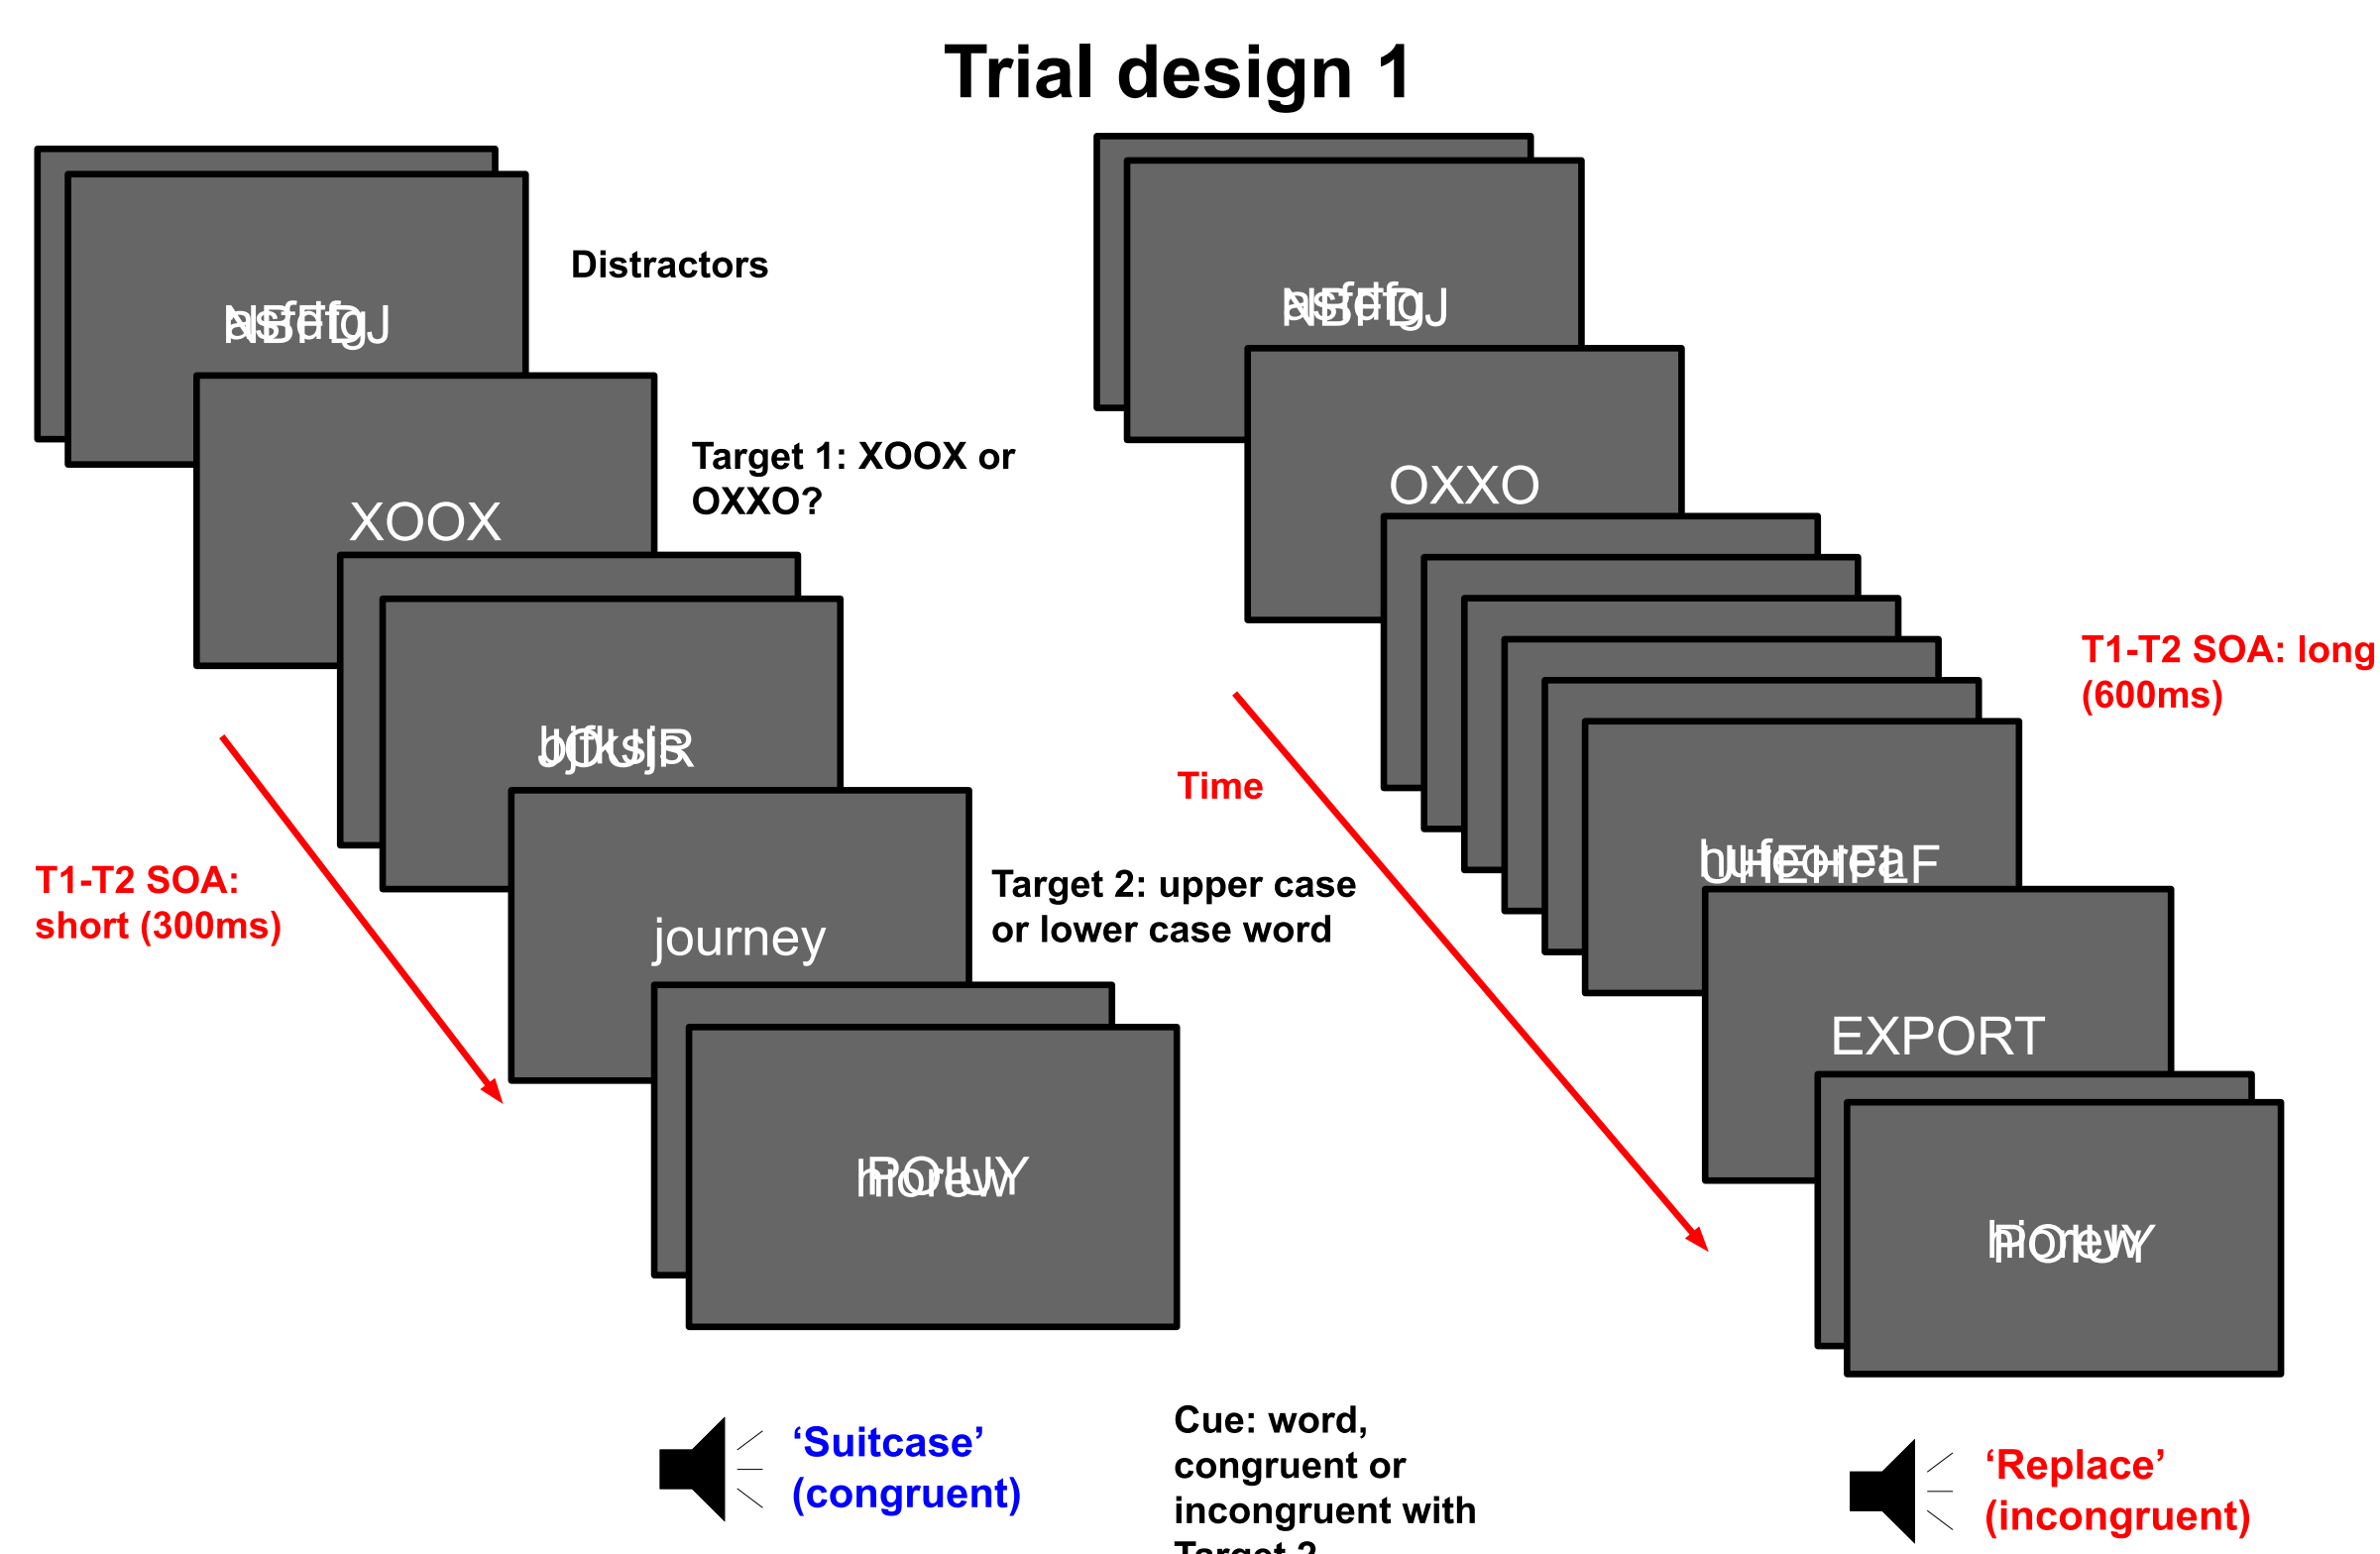 Trial design 1
Distractors
Target 1: XOOX or
OXXO?
XOOX
T1-T2 SOA:
short (300ms)
journey
Target 2: upper case
or lower case word
‘Suitcase’
(congruent)
Cue: word,
congruent or
incongruent with
Target 2
OXXO
T1-T2 SOA: long
(600ms)
Time
EXPORT
‘Replace’
(incongruent)